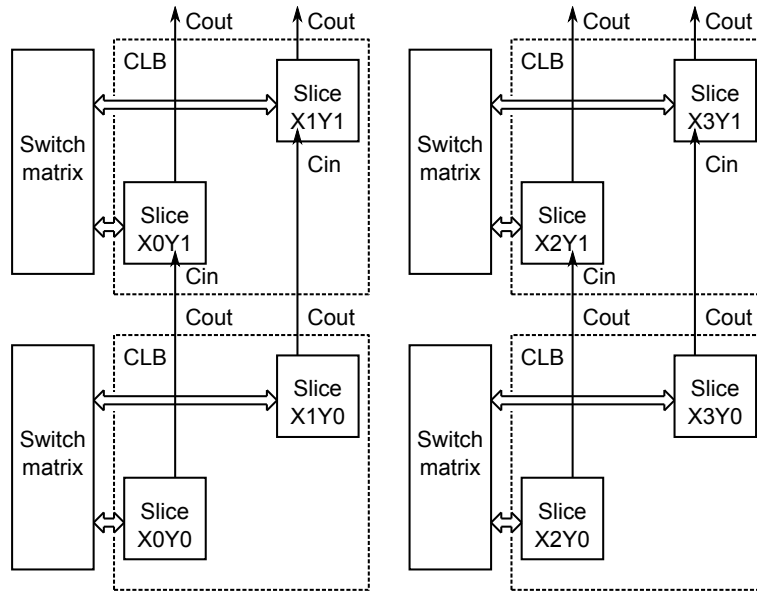 Cout
Cout
Cout
Cout
CLB
Slice
X1Y1
CLB
Slice
X3Y1
Switch
matrix
Cin
Switch
matrix
Cin
Slice
X0Y1
Slice
X2Y1
Cin
Cin
Cout
Cout
Cout
Cout
CLB
Slice
X1Y0
CLB
Slice
X3Y0
Switch
matrix
Switch
matrix
Slice
X0Y0
Slice
X2Y0